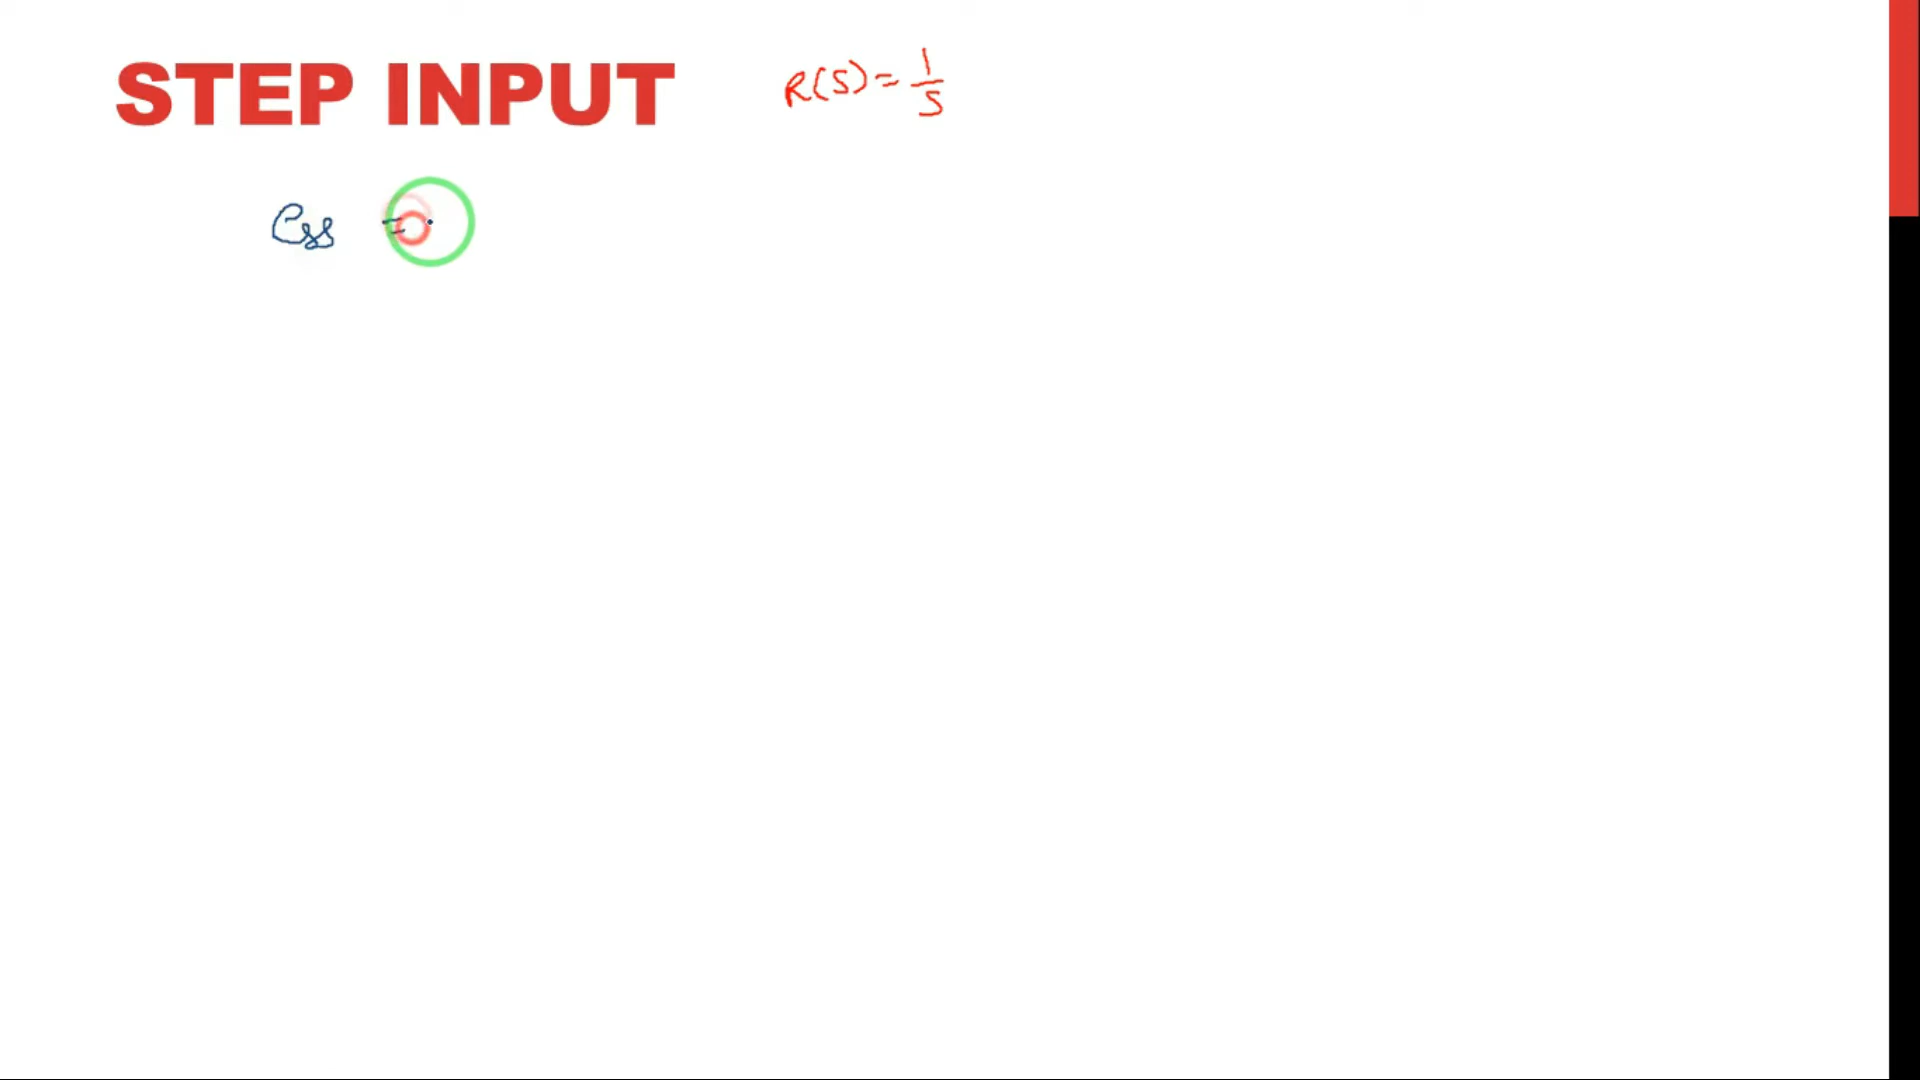 STEP INPUT R(S) = 1/S
ess =